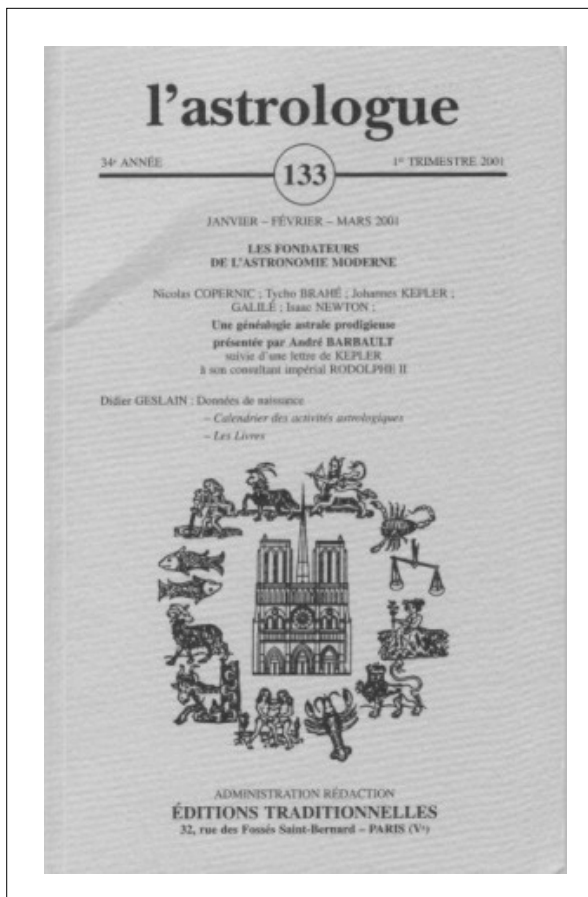 l'astrologue
34e ANNÉE
133
1er TRIMESTRE 2001
JANVIER – FÉVRIER – MARS 2001
LES FONDATEURS
DE L'ASTRONOMIE MODERNE
Nicolas COPERNIC ; Tycho BRAHÉ ; Johannes KEPLER ;
GALILÉ ; Isaac NEWTON ;
Une généalogie astrale prodigieuse
présentée par André BARBAULT
suivie d'une lettre de KEPLER
à son consultant impérial RODOLPHE II
Didier GESLAIN : Données de naissance
– Calendrier des activités astrologiques
– Les Livres
ADMINISTRATION RÉDACTION
ÉDITIONS TRADITIONNELLES
32, rue des Fossés Saint-Bernard – PARIS (Ve)